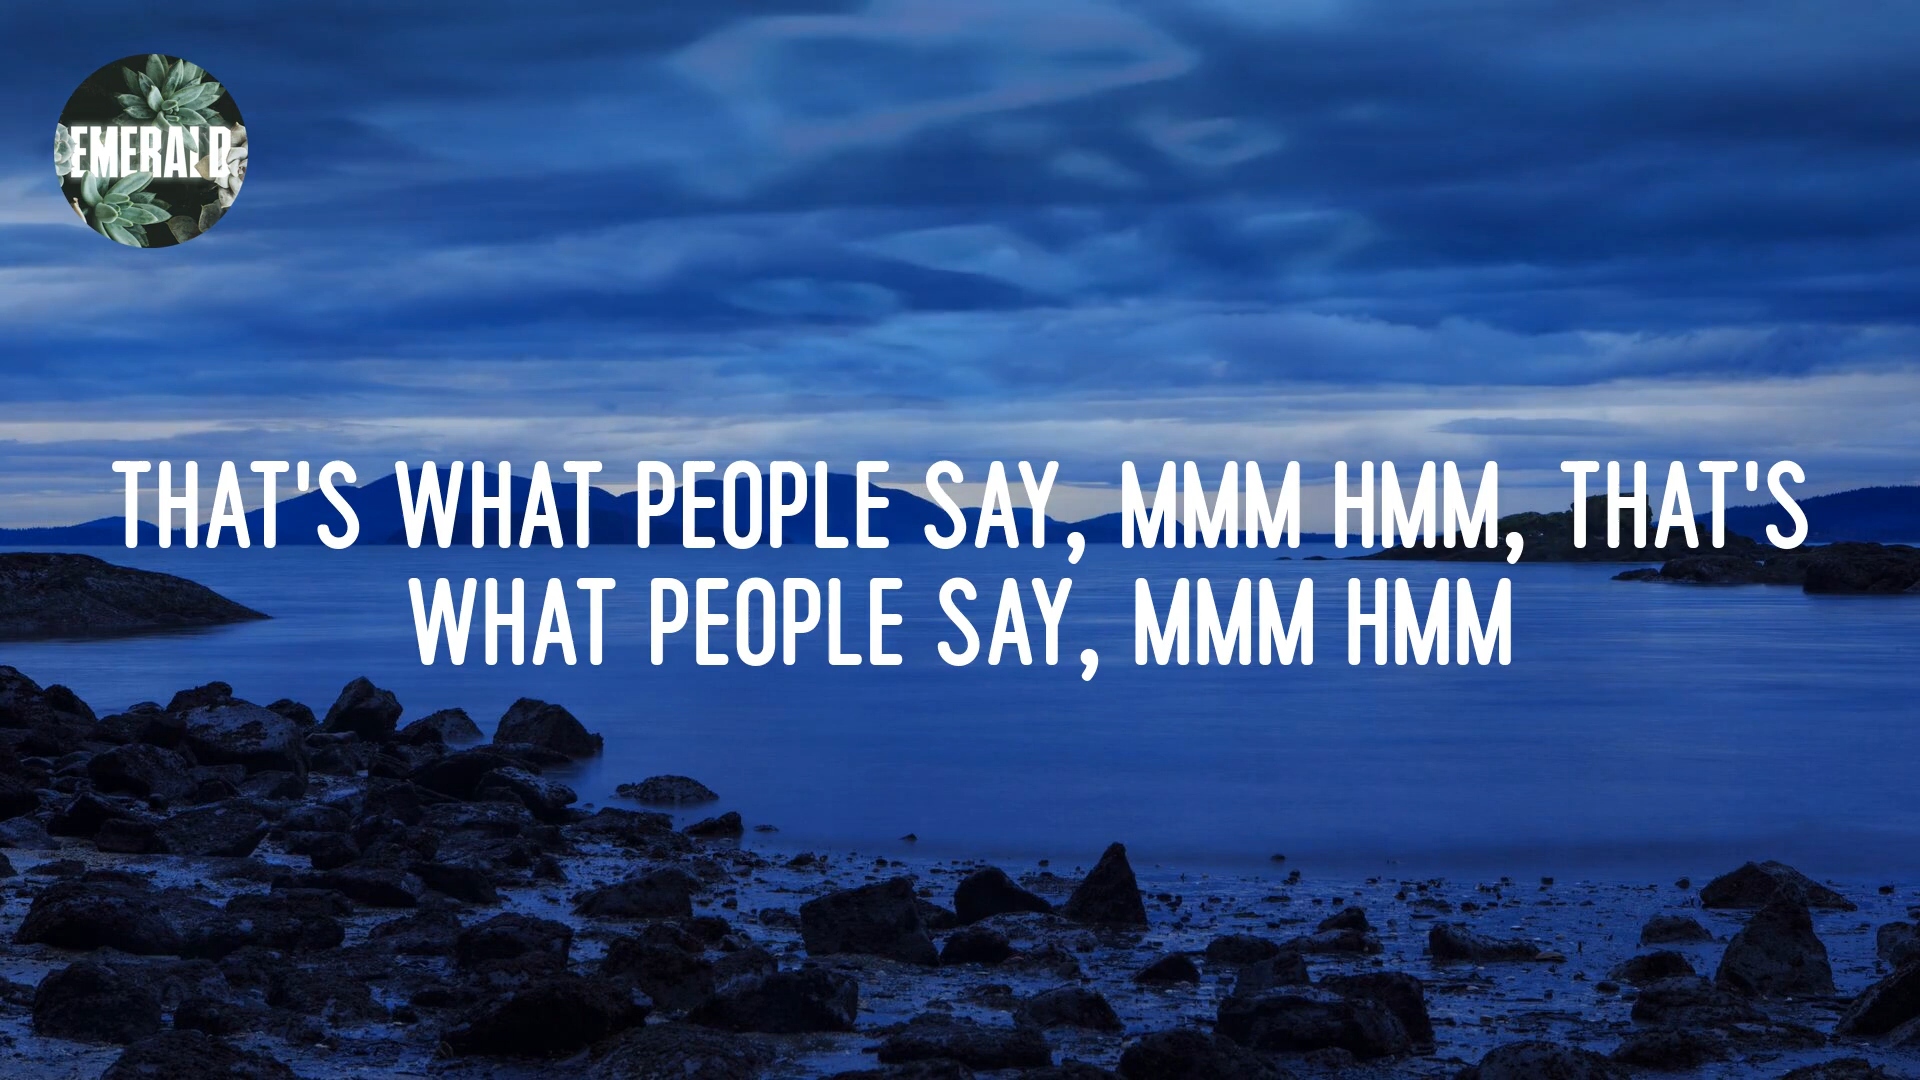 EMERALD
THAT'S WHAT PEOPLE SAY, MMM HMM, THAT'S
WHAT PEOPLE SAY, MMM HMM